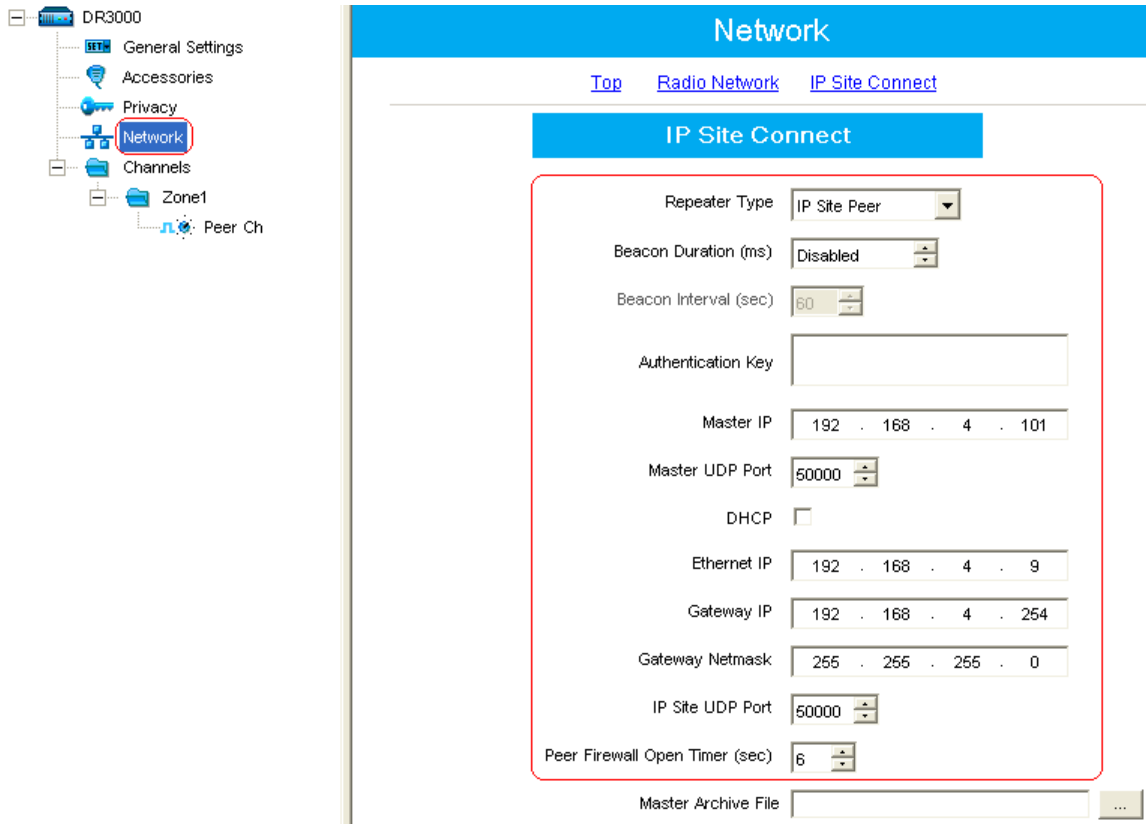 DR3000
SET
General Settings
Accessories
Privacy
Network
Channels
Zone1
Peer Ch
Network
Top Radio Network IP Site Connect
IP Site Connect
Repeater Type IP Site Peer
Beacon Duration (ms) Disabled
Beacon Interval (sec) 60
Authentication Key
Master IP 192 . 168 . 4 . 101
Master UDP Port 50000
DHCP
Ethernet IP 192 . 168 . 4 . 9
Gateway IP 192 . 168 . 4 . 254
Gateway Netmask 255 . 255 . 255 . 0
IP Site UDP Port 50000
Peer Firewall Open Timer (sec) 6
Master Archive File ...